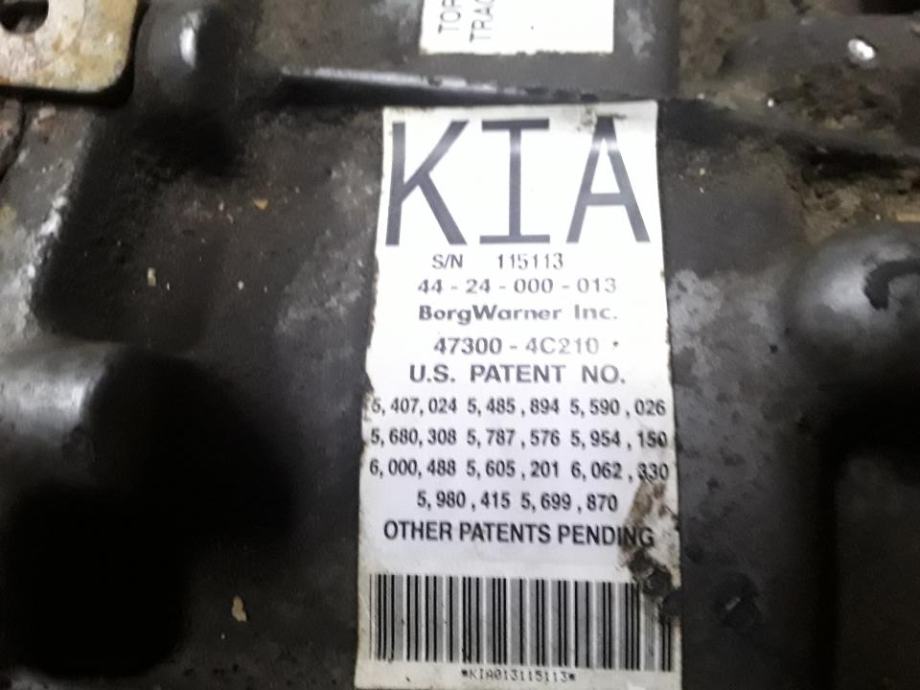 TOR
TRAC
KIA
S/N 115113
44 - 24 - 000 - 013
BorgWarner Inc.
47300 - 4C210
U.S. PATENT NO.
5, 407, 024 5, 485 , 894 5, 590 , 026
5, 680, 308 5, 787 , 576 5, 954 , 150
6, 000, 488 5, 605 , 201 6, 062 , 330
5, 980 , 415 5, 699 , 870
OTHER PATENTS PENDING
*KIA013115113*